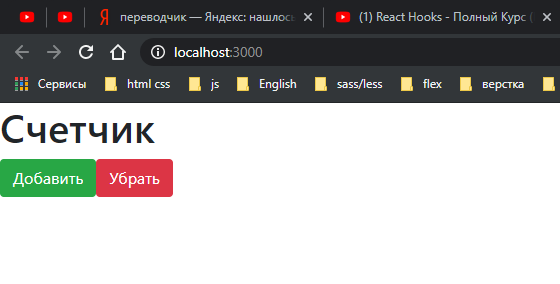 переводчик — Яндекс: нашлось
(1) React Hooks - Полный Курс (
localhost:3000
Сервисы html css js English sass/less flex верстка
Счетчик
Добавить Убрать